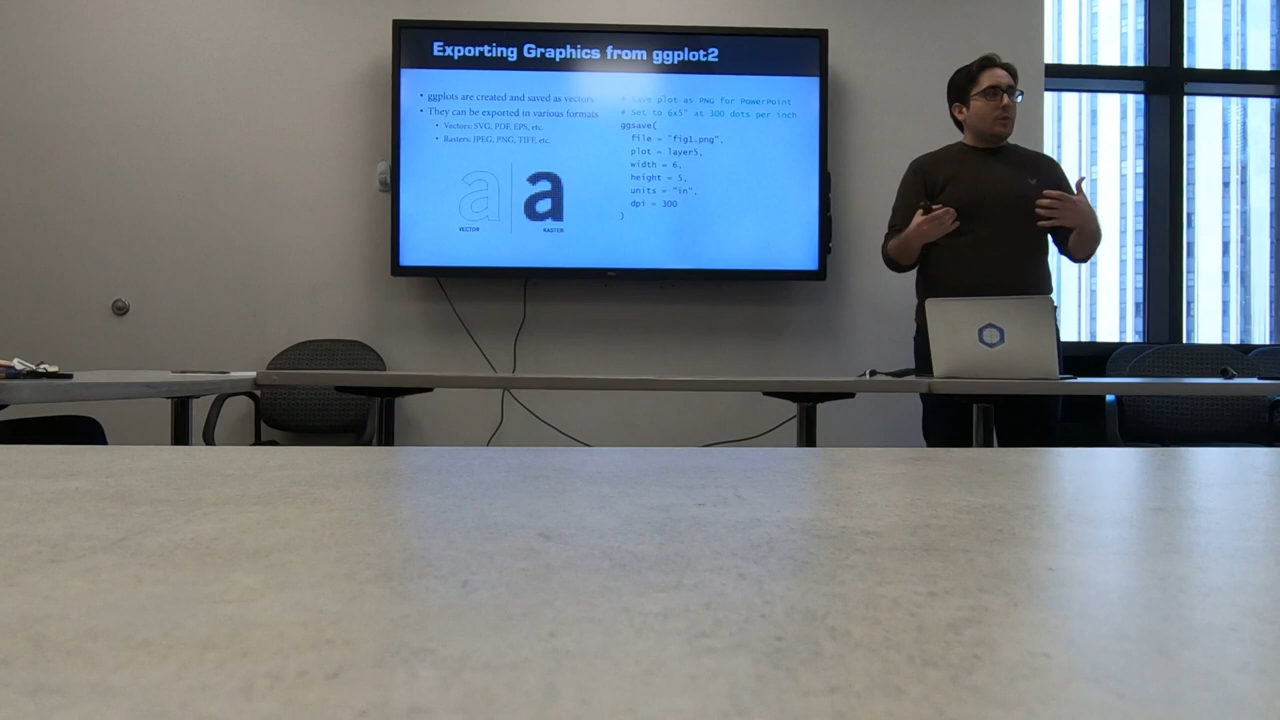 Exporting Graphics from ggplot2
• ggplots are created and saved as vectors
• They can be exported in various formats
• Vectors: SVG, PDF, EPS, etc.
• Rasters: JPEG, PNG, TIFF, etc.
a a
VECTOR RASTER
# Save plot as PNG for PowerPoint
# Set to 6x5" at 300 dots per inch
ggsave(
file = "fig1.png",
plot = layer5,
width = 6,
height = 5,
units = "in",
dpi = 300
)